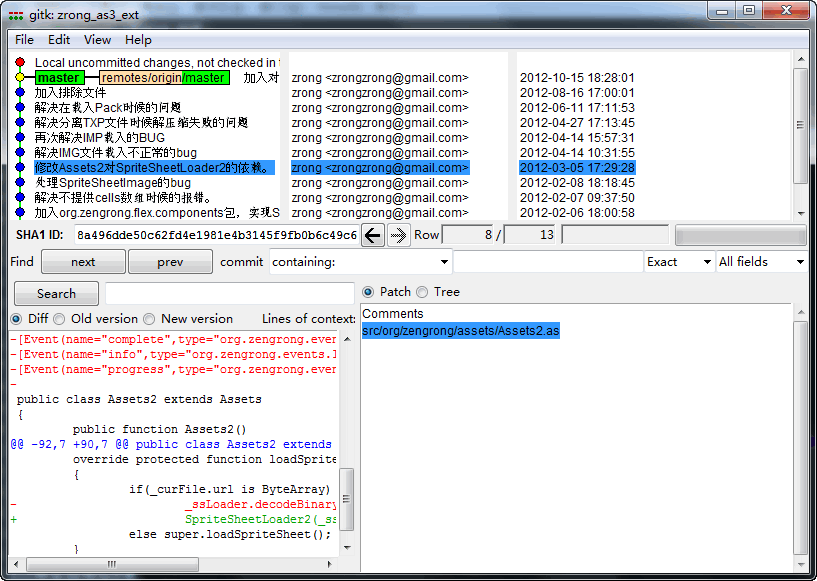 gitk: zrong_as3_ext
File Edit View Help
Local uncommitted changes, not checked in
master remotes/origin/master 加入对 zrong <zrongzrong@gmail.com> 2012-10-15 18:28:01
加入排除文件 zrong <zrongzrong@gmail.com> 2012-08-16 17:00:01
解决在载入Pack时候的问题 zrong <zrongzrong@gmail.com> 2012-06-11 17:11:53
解决分离TXP文件时候解压缩失败的问题 zrong <zrongzrong@gmail.com> 2012-04-27 17:13:45
再次解决IMP载入的BUG zrong <zrongzrong@gmail.com> 2012-04-14 15:57:31
解决IMG文件载入不正常的bug zrong <zrongzrong@gmail.com> 2012-04-14 10:31:55
修改Assets2对SpriteSheetLoader2的依赖。 zrong <zrongzrong@gmail.com> 2012-03-05 17:29:28
处理SpriteSheetImage的bug zrong <zrongzrong@gmail.com> 2012-02-08 18:18:45
解决不提供cells数组时候的报错。 zrong <zrongzrong@gmail.com> 2012-02-07 09:37:50
加入org.zengrong.flex.components包，实现S zrong <zrongzrong@gmail.com> 2012-02-06 18:00:58
SHA1 ID: 8a496dde50c62fd4e1981e4b3145f9fb0b6c49c6 Row 8 / 13
Find next prev commit containing: Exact All fields
Search
Patch Tree
Diff Old version New version Lines of context:
Comments
src/org/zengrong/assets/Assets2.as
-[Event(name="complete",type="org.zengrong.even
-[Event(name="info",type="org.zengrong.events.I
-[Event(name="progress",type="org.zengrong.even
-
public class Assets2 extends Assets
{
public function Assets2()
@@ -92,7 +90,7 @@ public class Assets2 extends
override protected function loadSprite
{
if(_curFile.url is ByteArray)
- _ssLoader.decodeBinary
+ SpriteSheetLoader2(_ss
else super.loadSpriteSheet();
}